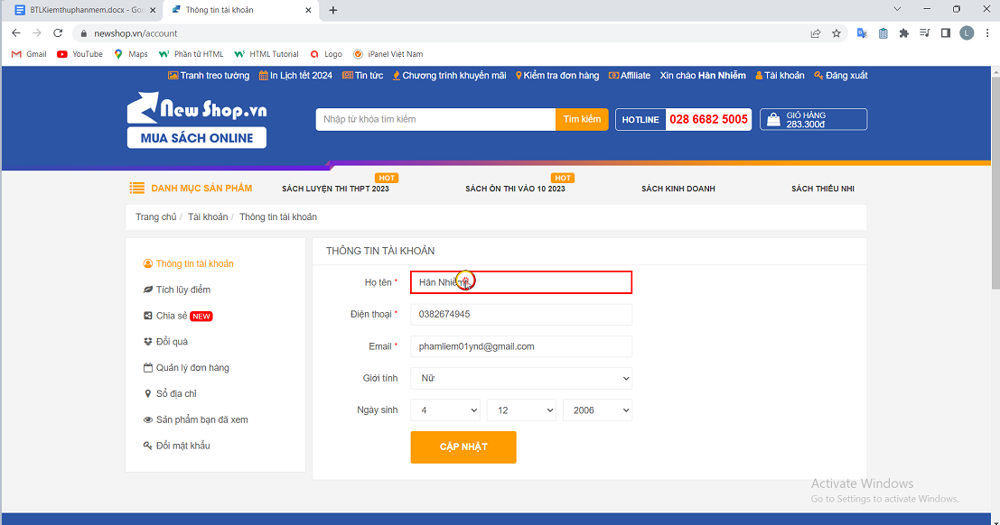 BTLKiemthuphanmem.docx - Goo
Thông tin tài khoản
newshop.vn/account
Gmail YouTube Maps Phần tử HTML HTML Tutorial Logo iPanel Việt Nam
Tranh treo tường In Lịch tết 2024 Tin tức Chương trình khuyến mãi Kiểm tra đơn hàng Affiliate Xin chào Hân Nhiễm Tài khoản Đăng xuất
New Shop.vn
MUA SÁCH ONLINE
Nhập từ khóa tìm kiếm Tìm kiếm HOTLINE 028 6682 5005
GIỎ HÀNG
283.300đ
HOT HOT
DANH MỤC SẢN PHẨM SÁCH LUYỆN THI THPT 2023 SÁCH ÔN THI VÀO 10 2023 SÁCH KINH DOANH SÁCH THIẾU NHI
Trang chủ / Tài khoản / Thông tin tài khoản
Thông tin tài khoản
Tích lũy điểm
Chia sẻ NEW
Đổi quà
Quản lý đơn hàng
Sổ địa chỉ
Sản phẩm bạn đã xem
Đổi mật khẩu
THÔNG TIN TÀI KHOẢN
Họ tên * Hân Nhiễm
Điện thoại * 0382674945
Email * phamliem01ynd@gmail.com
Giới tính Nữ
Ngày sinh 4 12 2006
CẬP NHẬT
Activate Windows
Go to Settings to activate Windows.
L